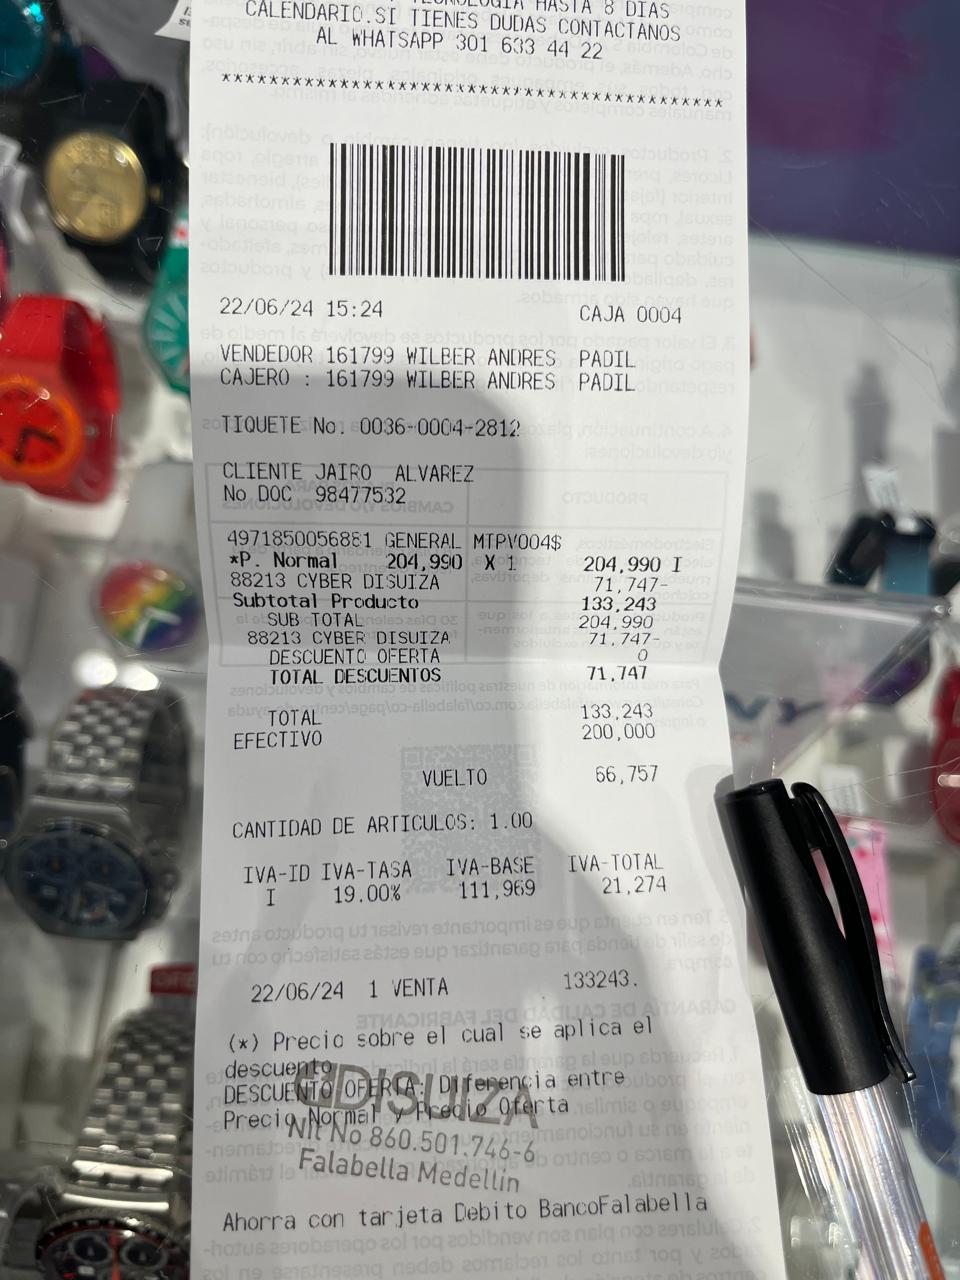 TECNOLOGIA HASTA 8 DIAS
CALENDARIO.SI TIENES DUDAS CONTACTANOS
AL WHATSAPP 301 633 44 22
******************************************
22/06/24 15:24 CAJA 0004
VENDEDOR 161799 WILBER ANDRES PADIL
CAJERO : 161799 WILBER ANDRES PADIL
TIQUETE No. 0036-0004-2812
CLIENTE JAIRO ALVAREZ
No DOC 98477532
4971850056881 GENERAL MTPV004$
*P. Normal 204,990 X 1 204,990 I
88213 CYBER DISUIZA 71,747-
Subtotal Producto 133,243
SUB TOTAL 204,990
88213 CYBER DISUIZA 71,747-
DESCUENTO OFERTA 0
TOTAL DESCUENTOS 71,747
TOTAL 133,243
EFECTIVO 200,000
VUELTO 66,757
CANTIDAD DE ARTICULOS: 1.00
IVA-ID IVA-TASA IVA-BASE IVA-TOTAL
I 19.00% 111,969 21,274
22/06/24 1 VENTA 133243.
(*) Precio sobre el cual se aplica el
descuento
DESCUENTO OFERTA: Diferencia entre
Precio Normal y Precio Oferta
DISUIZA
Nit No 860.501.746-6
Falabella Medellín
Ahorra con tarjeta Debito BancoFalabella